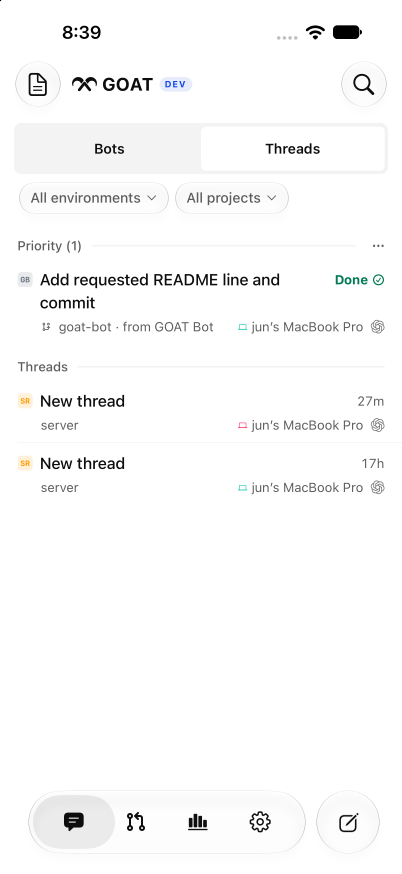 8:39
GOAT DEV
Bots
Threads
All environments
All projects
Priority (1)
GB Add requested README line and Done
commit
goat-bot · from GOAT Bot jun's MacBook Pro
Threads
SR New thread 27m
server jun's MacBook Pro
SR New thread 17h
server jun's MacBook Pro